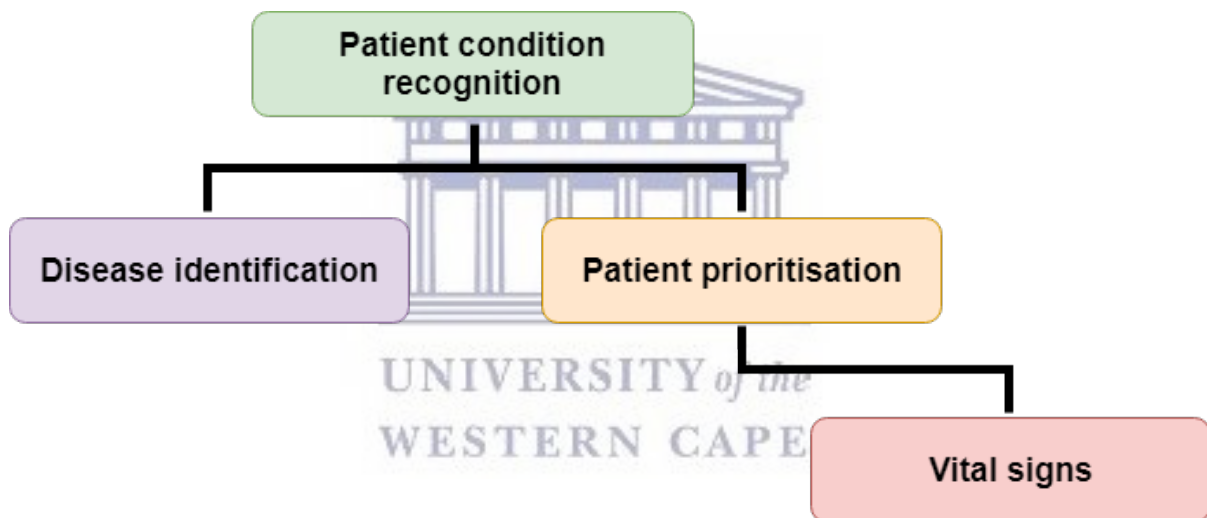 Patient condition
recognition
Disease identification
Patient prioritisation
UNIVERSITY of the
WESTERN CAPE
Vital signs